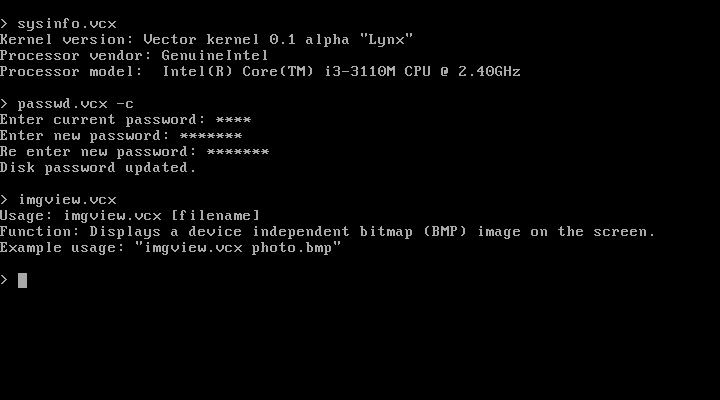 > sysinfo.vcx
Kernel version: Vector kernel 0.1 alpha "Lynx"
Processor vendor: GenuineIntel
Processor model:  Intel(R) Core(TM) i3-3110M CPU @ 2.40GHz
> passwd.vcx -c
Enter current password: ****
Enter new password: *******
Re enter new password: *******
Disk password updated.
> imgview.vcx
Usage: imgview.vcx [filename]
Function: Displays a device independent bitmap (BMP) image on the screen.
Example usage: "imgview.vcx photo.bmp"
>